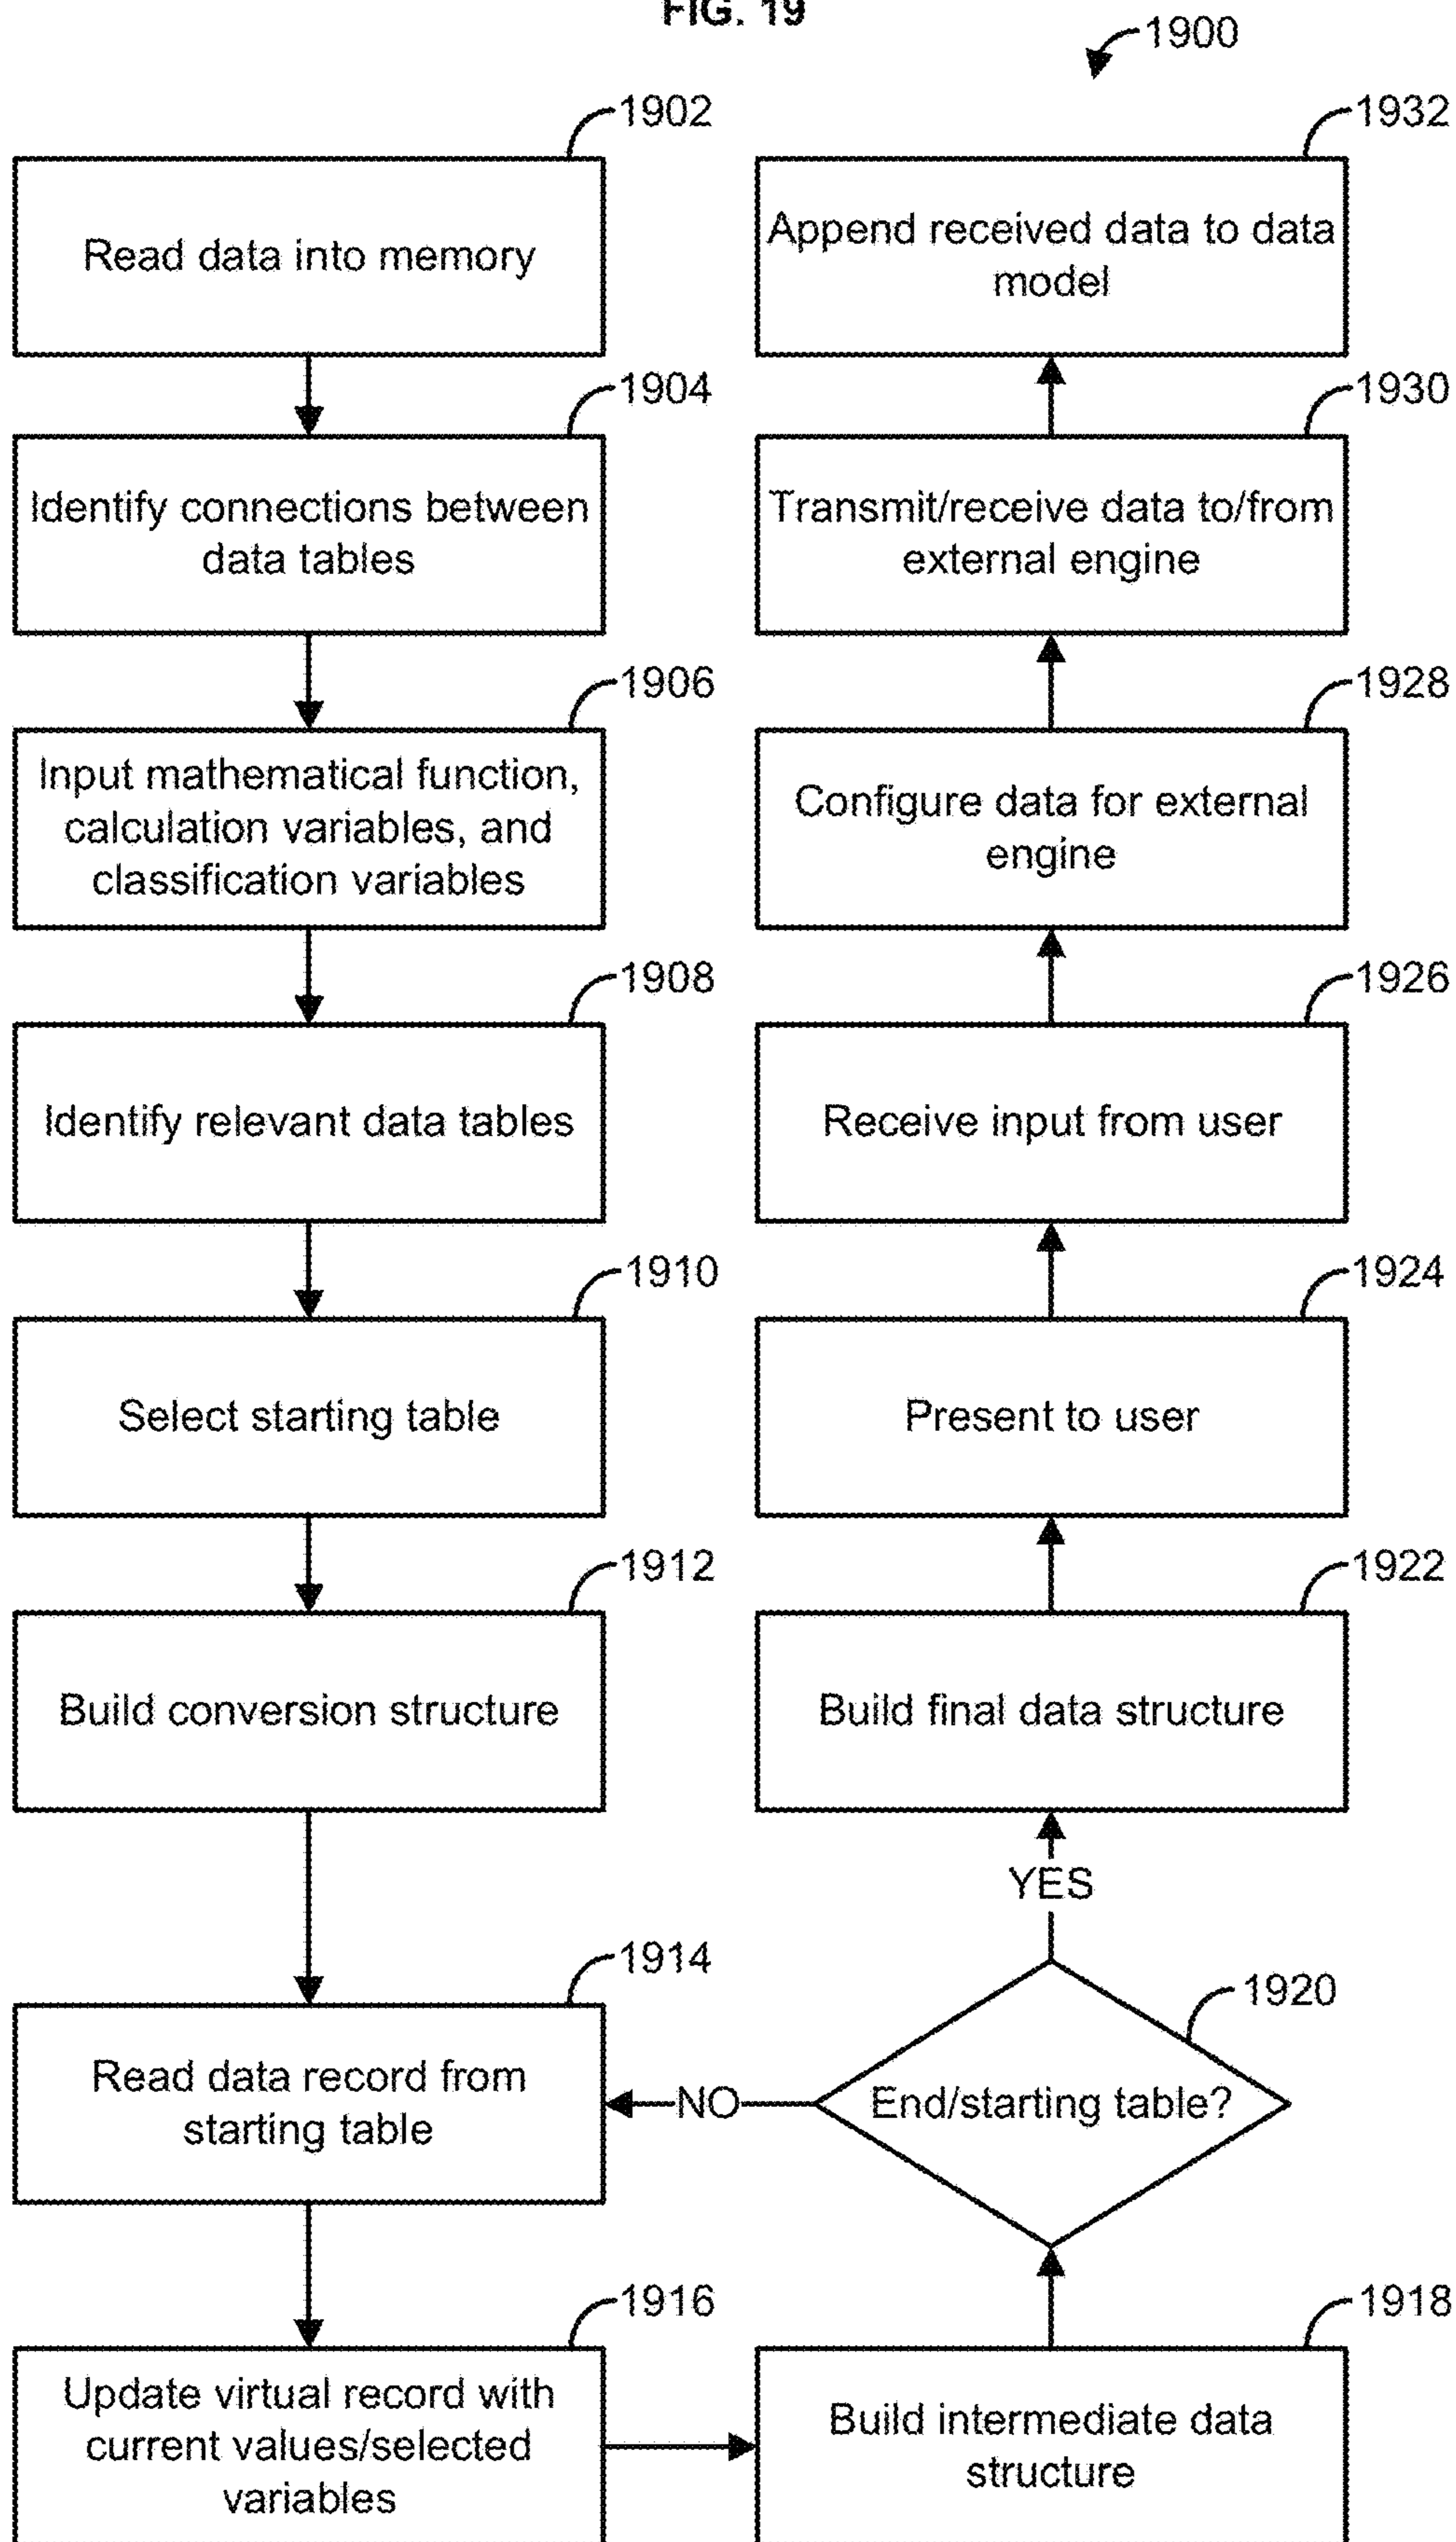 FIG. 19
1900
1902
Read data into memory
1904
Identify connections between
data tables
1906
Input mathematical function,
calculation variables, and
classification variables
1908
Identify relevant data tables
1910
Select starting table
1912
Build conversion structure
1914
Read data record from
starting table
1916
Update virtual record with
current values/selected
variables
1918
Build intermediate data
structure
1920
End/starting table?
NO
YES
1922
Build final data structure
1924
Present to user
1926
Receive input from user
1928
Configure data for external
engine
1930
Transmit/receive data to/from
external engine
1932
Append received data to data
model